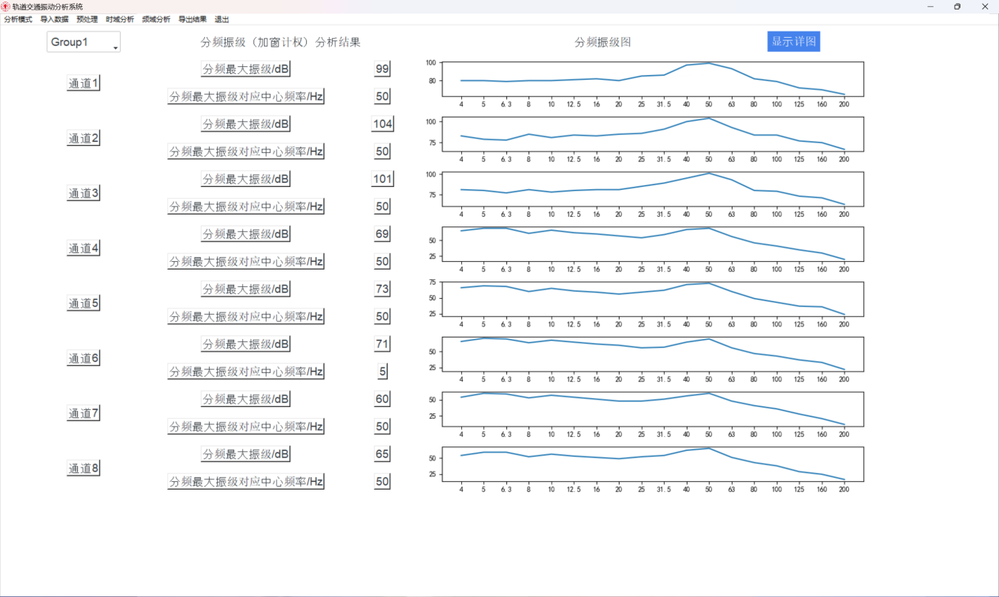 轨道交通振动分析系统
分析模式 导入数据 预处理 时域分析 频域分析 导出结果 退出
Group1 分频振级（加窗计权）分析结果 分频振级图 显示详图
通道1
分频最大振级/dB 99
分频最大振级对应中心频率/Hz 50
100
80
4 5 6.3 8 10 12.5 16 20 25 31.5 40 50 63 80 100 125 160 200
通道2
分频最大振级/dB 104
分频最大振级对应中心频率/Hz 50
100
75
4 5 6.3 8 10 12.5 16 20 25 31.5 40 50 63 80 100 125 160 200
通道3
分频最大振级/dB 101
分频最大振级对应中心频率/Hz 50
100
75
4 5 6.3 8 10 12.5 16 20 25 31.5 40 50 63 80 100 125 160 200
通道4
分频最大振级/dB 69
分频最大振级对应中心频率/Hz 50
50
25
4 5 6.3 8 10 12.5 16 20 25 31.5 40 50 63 80 100 125 160 200
通道5
分频最大振级/dB 73
分频最大振级对应中心频率/Hz 50
75
50
25
4 5 6.3 8 10 12.5 16 20 25 31.5 40 50 63 80 100 125 160 200
通道6
分频最大振级/dB 71
分频最大振级对应中心频率/Hz 5
50
25
4 5 6.3 8 10 12.5 16 20 25 31.5 40 50 63 80 100 125 160 200
通道7
分频最大振级/dB 60
分频最大振级对应中心频率/Hz 50
50
25
4 5 6.3 8 10 12.5 16 20 25 31.5 40 50 63 80 100 125 160 200
通道8
分频最大振级/dB 65
分频最大振级对应中心频率/Hz 50
50
25
4 5 6.3 8 10 12.5 16 20 25 31.5 40 50 63 80 100 125 160 200